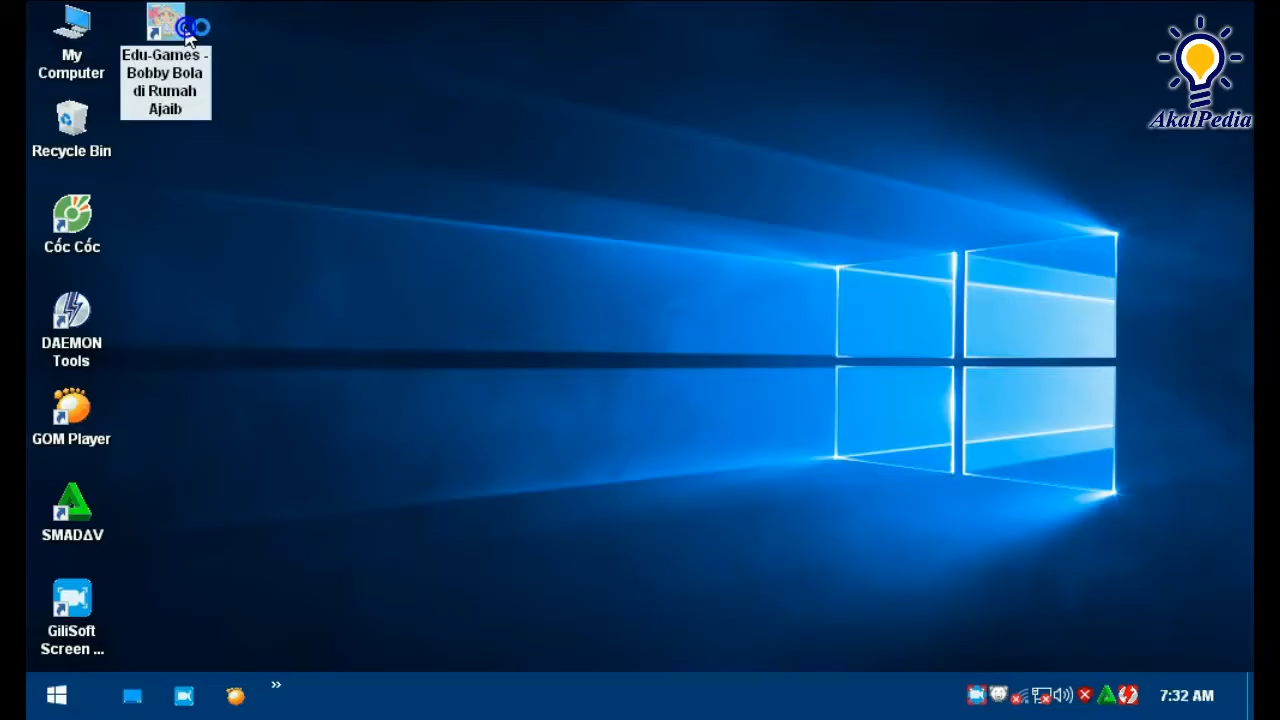 My
Computer
Edu-Games -
Bobby Bola
di Rumah
Ajaib
Recycle Bin
Cốc Cốc
DAEMON
Tools
GOM Player
SMADΔV
GiliSoft
Screen ...
AkalPedia
»
7:32 AM